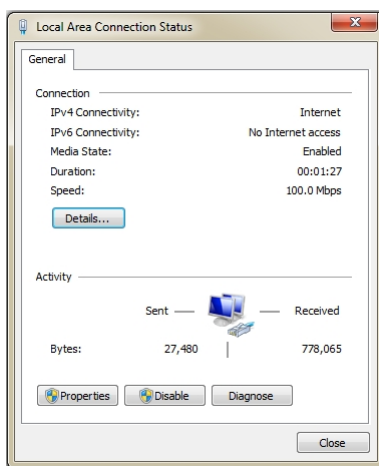 Local Area Connection Status
General
Connection
IPv4 Connectivity: Internet
IPv6 Connectivity: No Internet access
Media State: Enabled
Duration: 00:01:27
Speed: 100.0 Mbps
Details...
Activity
Sent Received
Bytes: 27,480 778,065
Properties Disable Diagnose
Close